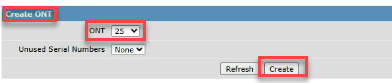 Create ONT
ONT 25
Unused Serial Numbers None
Refresh Create